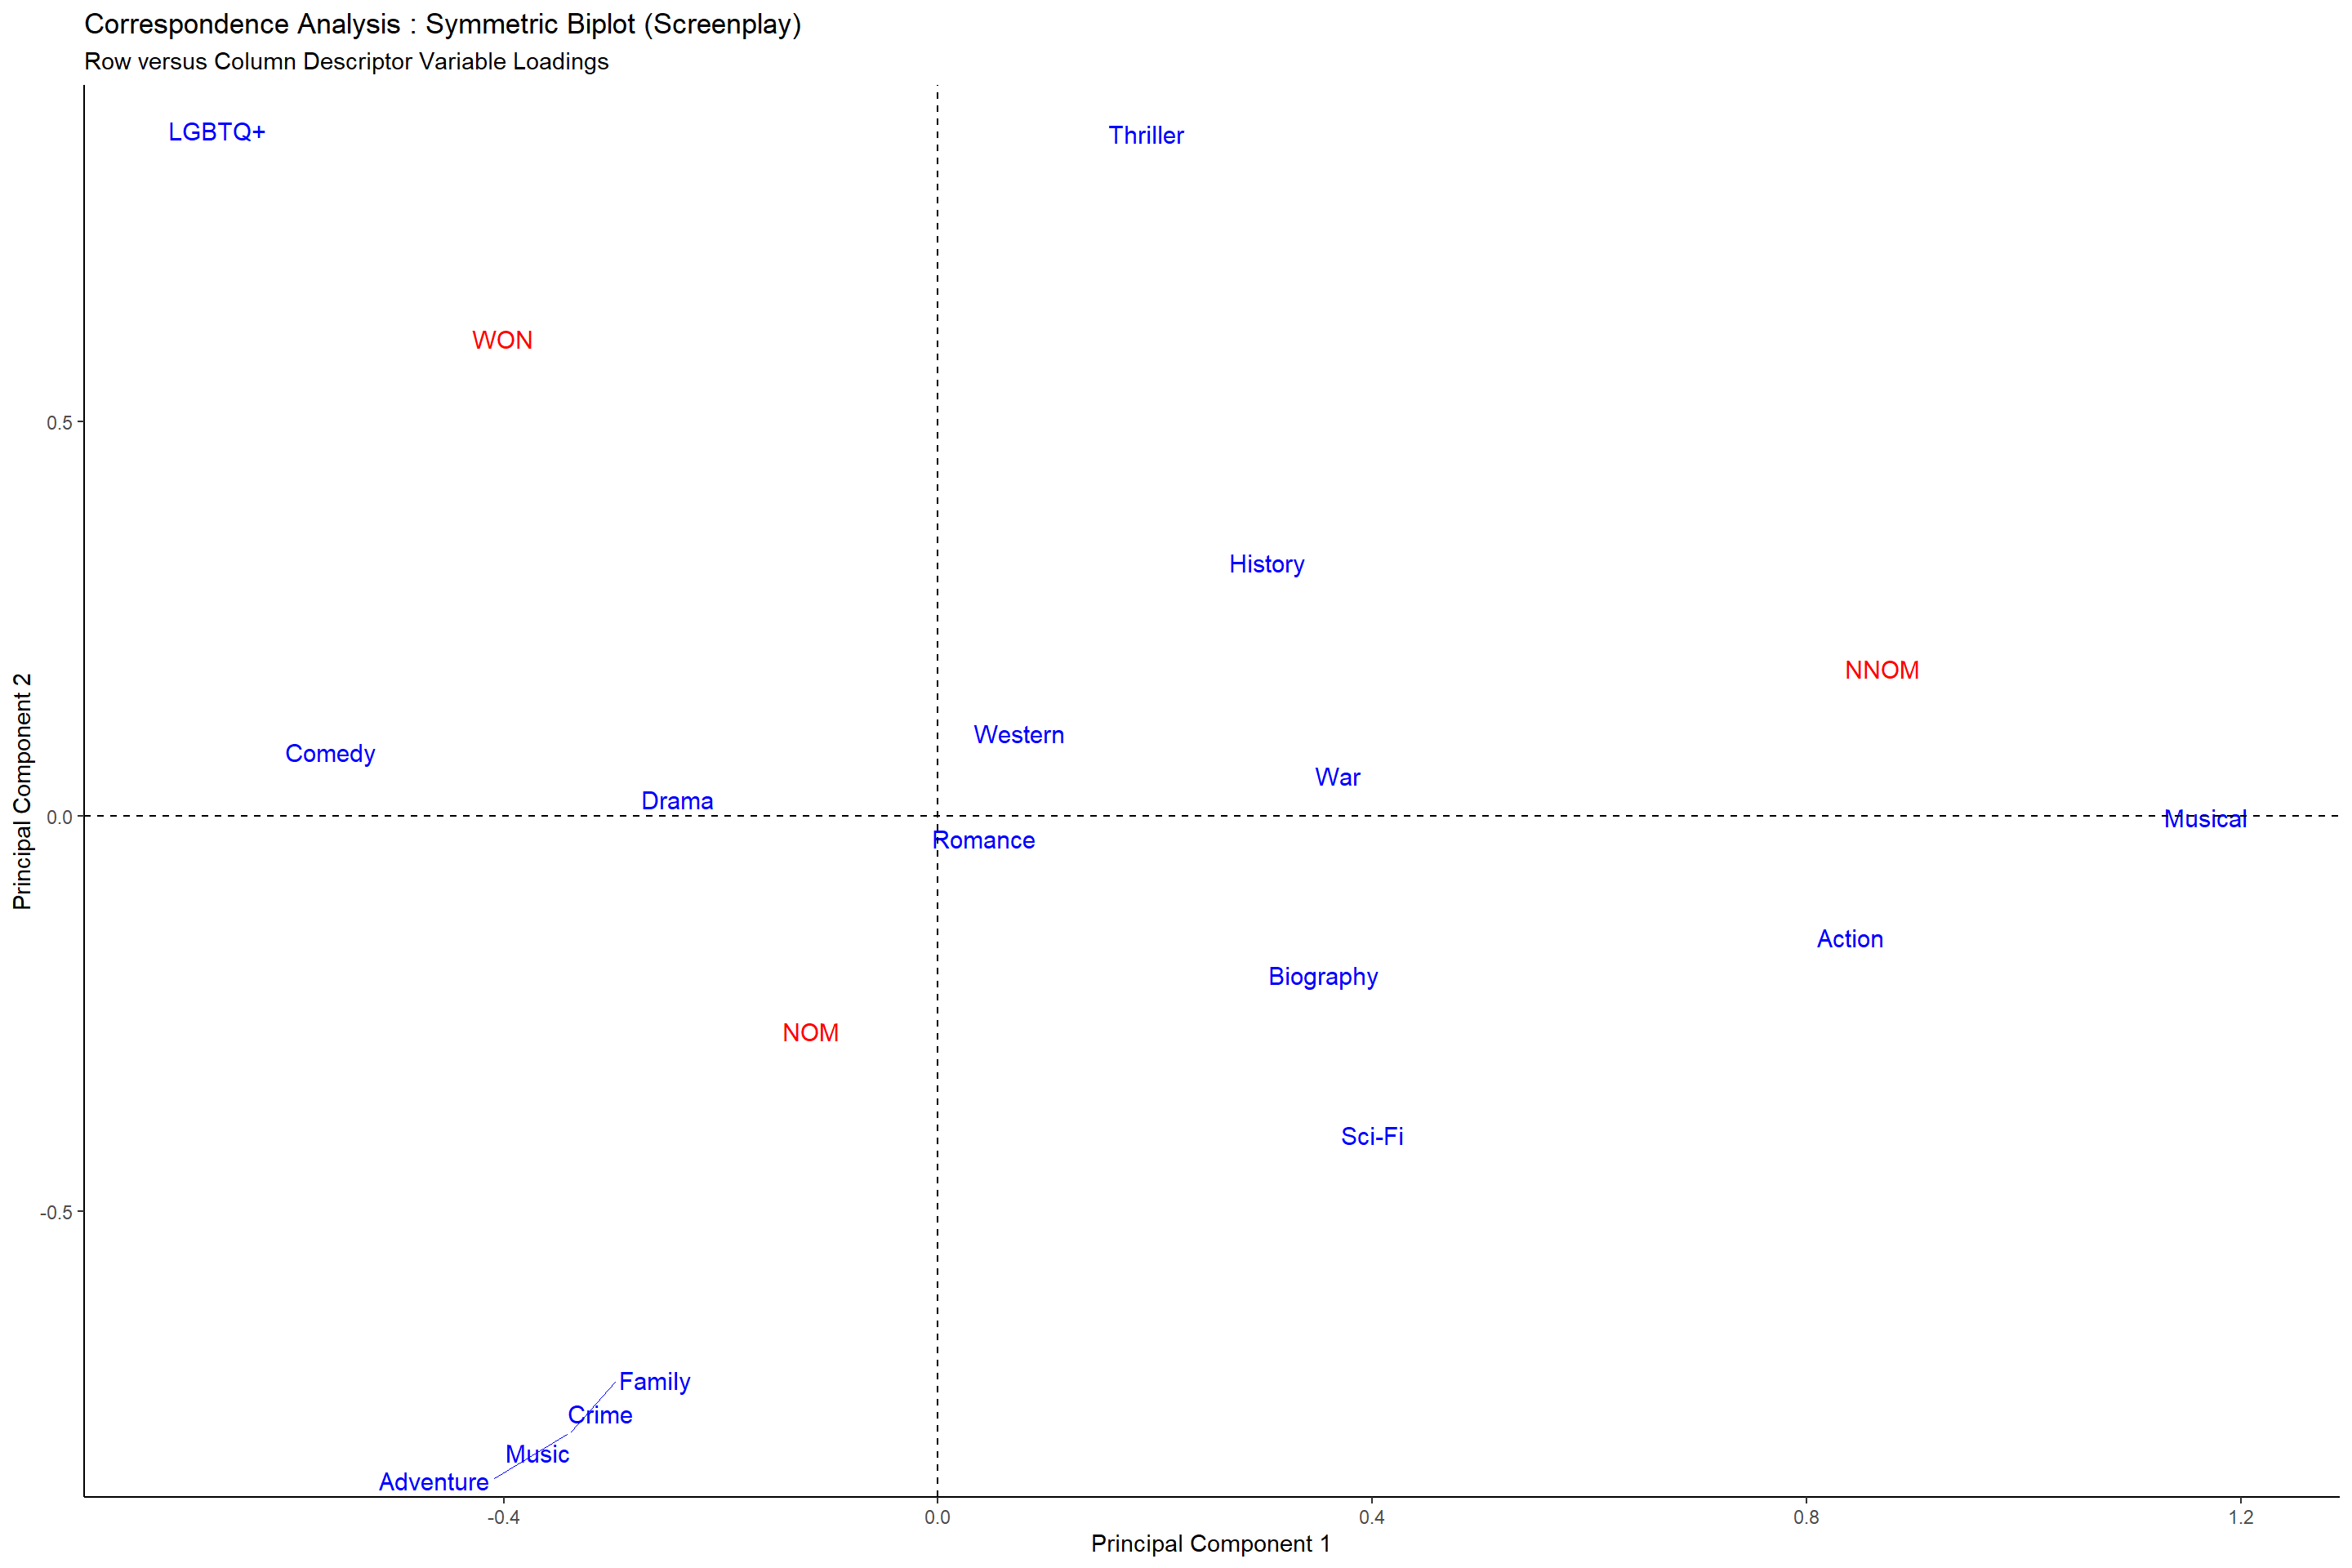 Correspondence Analysis : Symmetric Biplot (Screenplay)
Row versus Column Descriptor Variable Loadings
LGBTQ+
Thriller
WON
0.5
History
NNOM
Western
Comedy
War
Drama
0.0
Musical
Romance
Action
Biography
NOM
Sci-Fi
-0.5
Family
Crime
Music
Adventure
-0.4
0.0
0.4
0.8
1.2
Principal Component 1
Principal Component 2